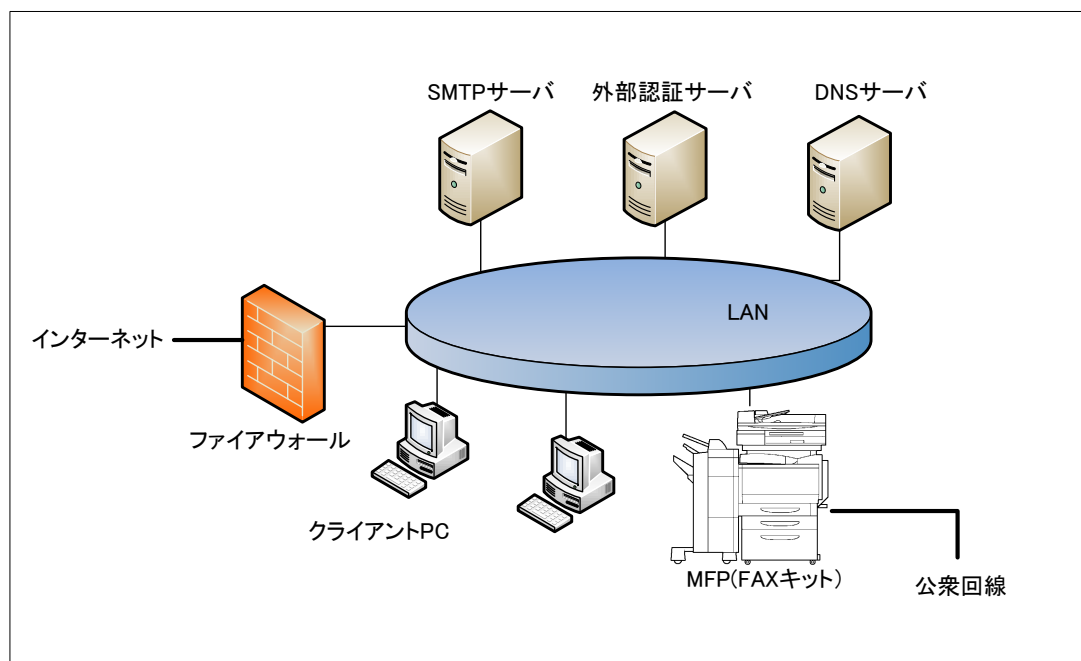 SMTPサーバ
外部認証サーバ
DNSサーバ
LAN
インターネット
ファイアウォール
クライアントPC
MFP(FAXキット)
公衆回線